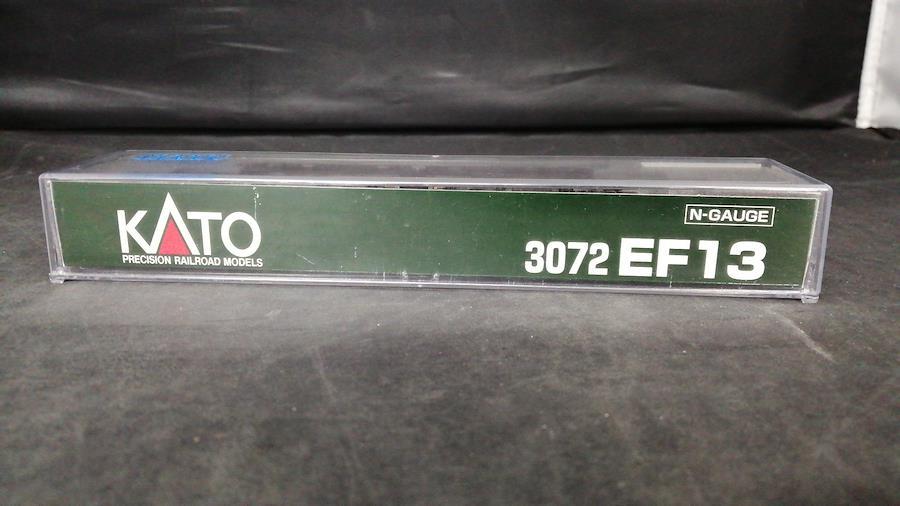 KATO
PRECISION RAILROAD MODELS
N-GAUGE
3072 EF13